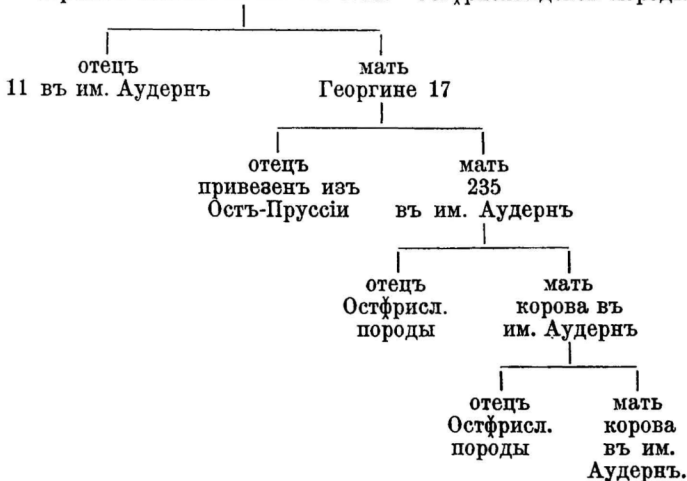 отецъ
11 въ им. Аудернъ
мать
Георгине 17
отецъ
привезенъ изъ
Остъ-Пруссіи
мать
235
въ им. Аудернъ
отецъ
Остфрисл.
породы
мать
корова въ
им. Аудернъ
отецъ
Остфрисл.
породы
мать
корова
въ им.
Аудернъ.